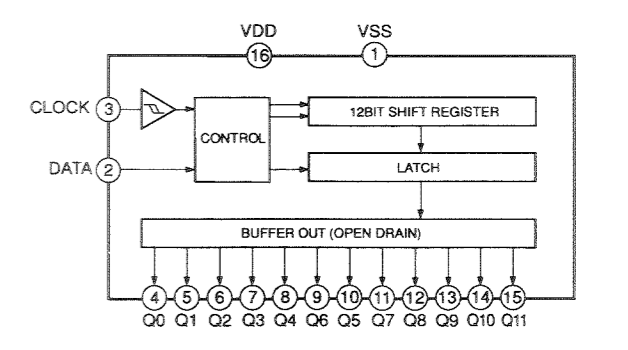 VDD VSS
16 1
CLOCK 3 12BIT SHIFT REGISTER
CONTROL
DATA 2 LATCH
BUFFER OUT (OPEN DRAIN)
4 5 6 7 8 9 10 11 12 13 14 15
Q0 Q1 Q2 Q3 Q4 Q6 Q5 Q7 Q8 Q9 Q10 Q11